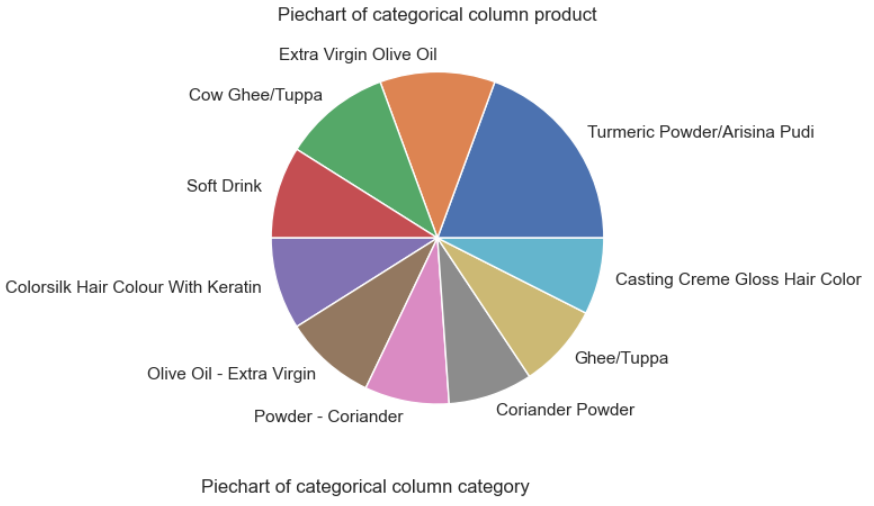 Piechart of categorical column product
Extra Virgin Olive Oil
Cow Ghee/Tuppa
Turmeric Powder/Arisina Pudi
Soft Drink
Casting Creme Gloss Hair Color
Colorsilk Hair Colour With Keratin
Ghee/Tuppa
Olive Oil - Extra Virgin
Coriander Powder
Powder - Coriander
Piechart of categorical column category